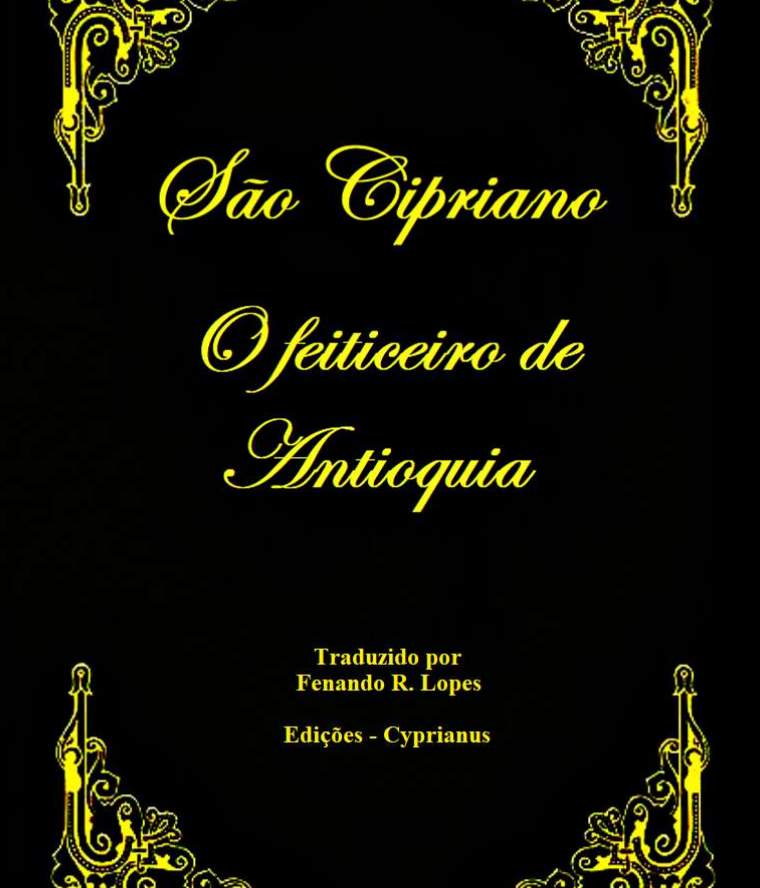 São Cipriano
O feiticeiro de
Antioquia
Traduzido por
Fenando R. Lopes
Edições - Cyprianus